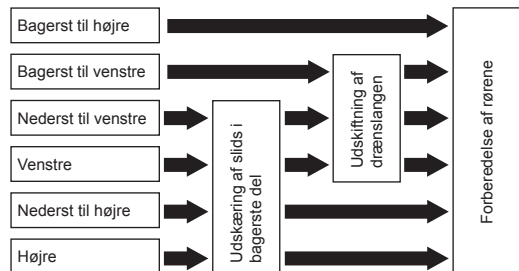 Bagerst til højre
Bagerst til venstre
Nederst til venstre
Venstre
Nederst til højre
Højre
Udskæring af slids i
bagerste del
Udskiftning af
drænslangen
Forberedelse af rørene